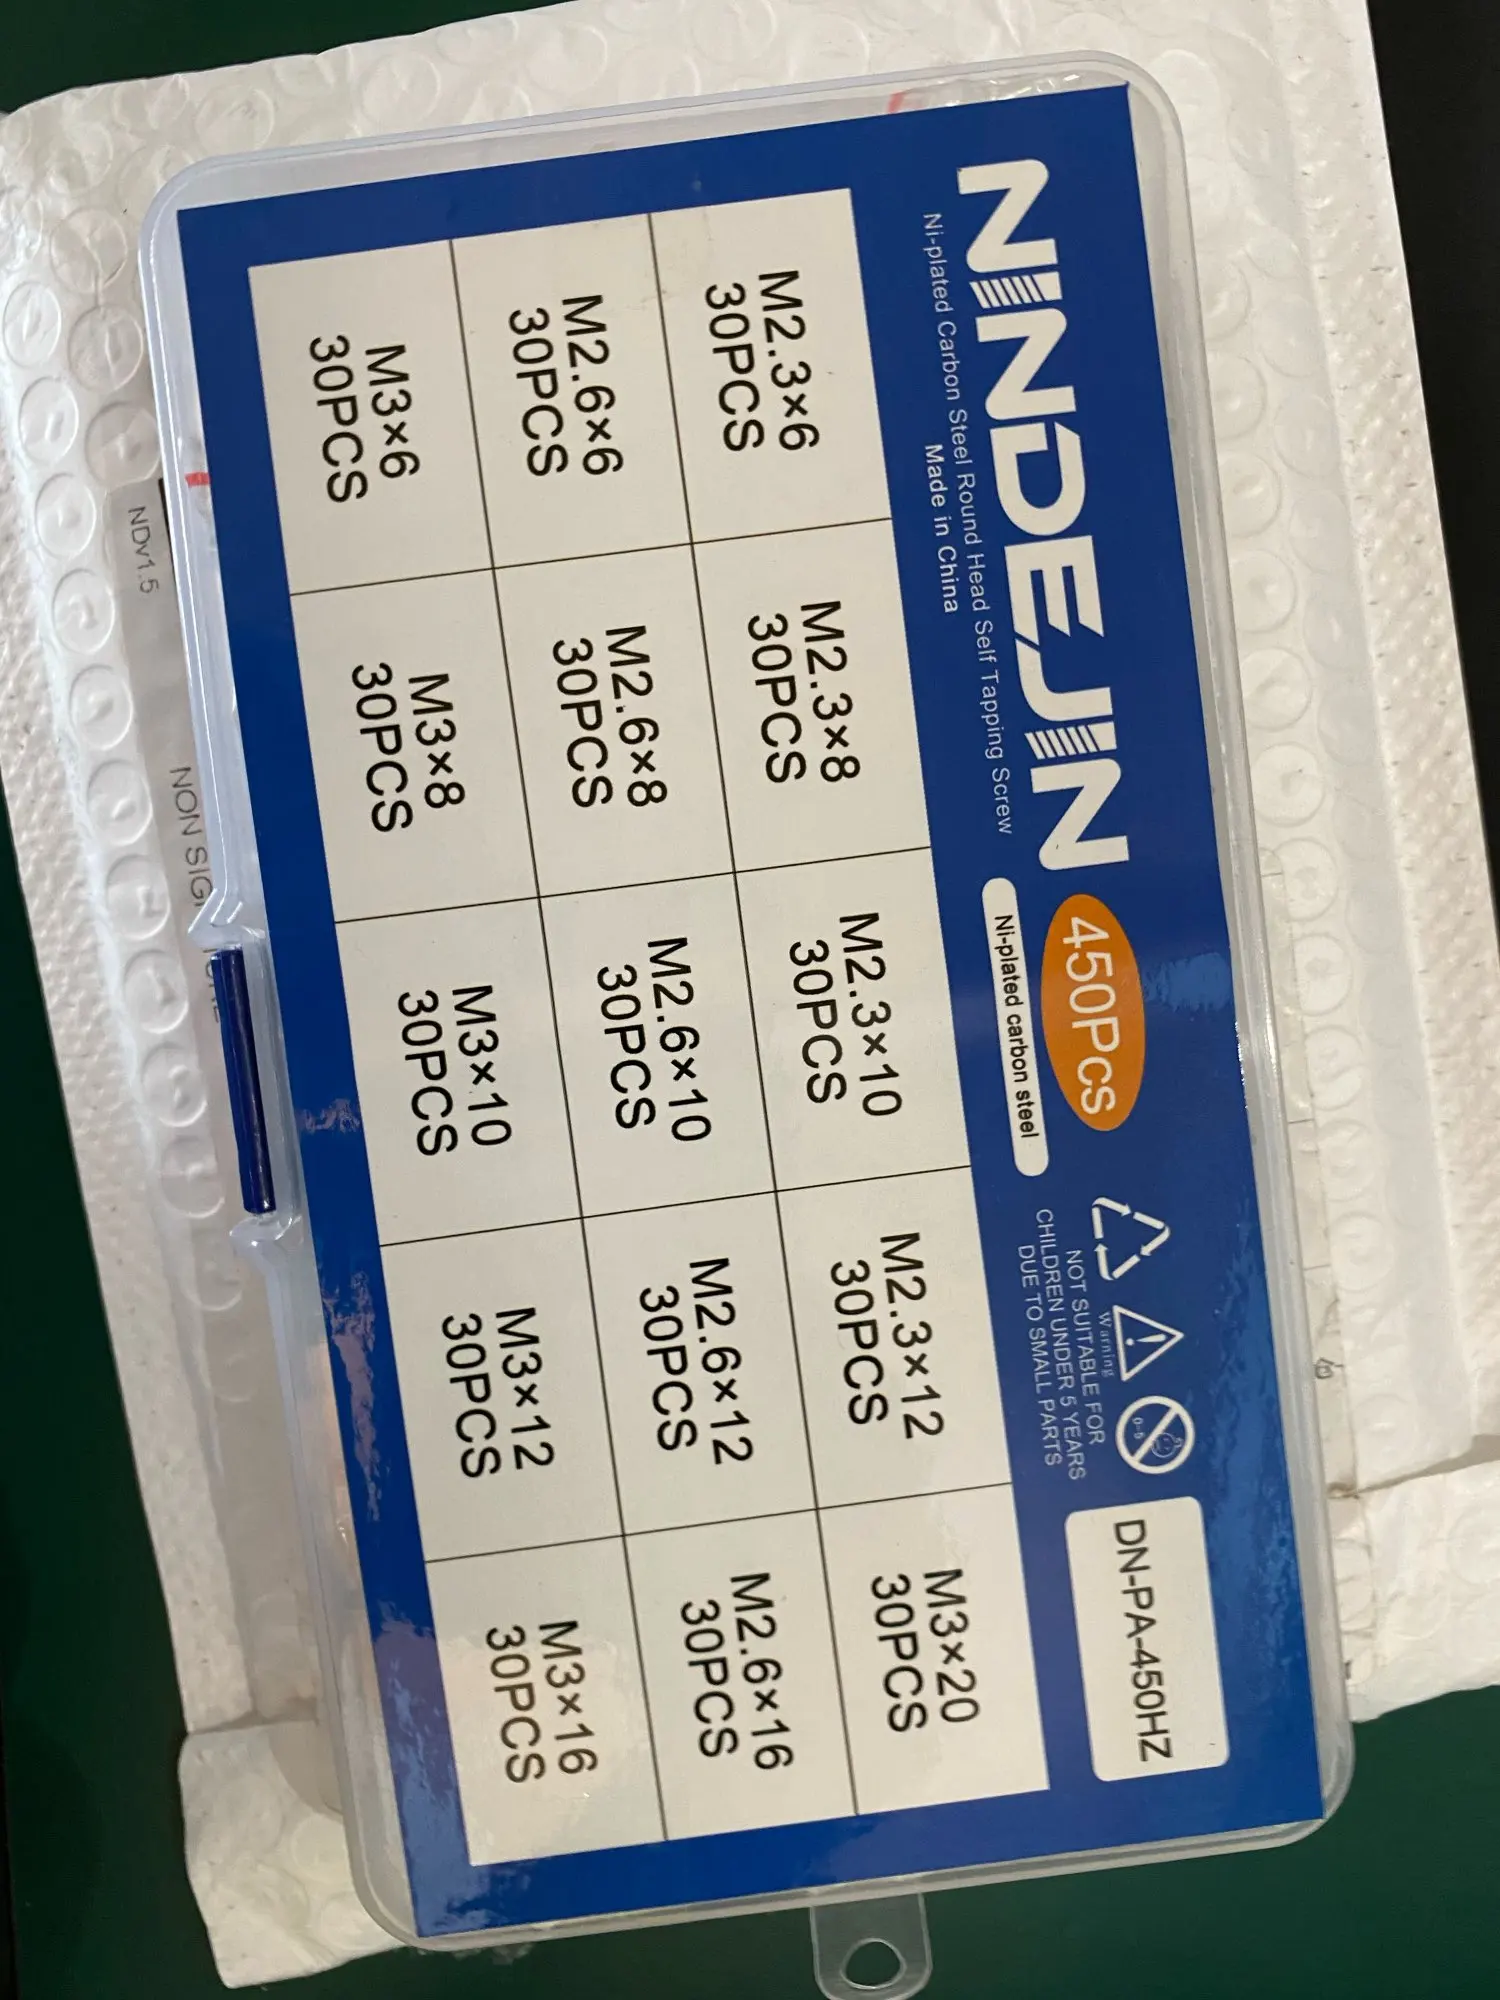 NINDEJIN
450PCS
Ni-plated Carbon Steel Round Head Self Tapping Screw
Made in China
Ni-plated carbon steel
Warning
NOT SUITABLE FOR
CHILDREN UNDER 5 YEARS
DUE TO SMALL PARTS
0-5
DN-PA-450HZ
M2.3×6
30PCS
M2.3×8
30PCS
M2.3×10
30PCS
M2.3×12
30PCS
M3×20
30PCS
M2.6×6
30PCS
M2.6×8
30PCS
M2.6×10
30PCS
M2.6×12
30PCS
M2.6×16
30PCS
M3×6
30PCS
M3×8
30PCS
M3×10
30PCS
M3×12
30PCS
M3×16
30PCS
NDv1.5
NON